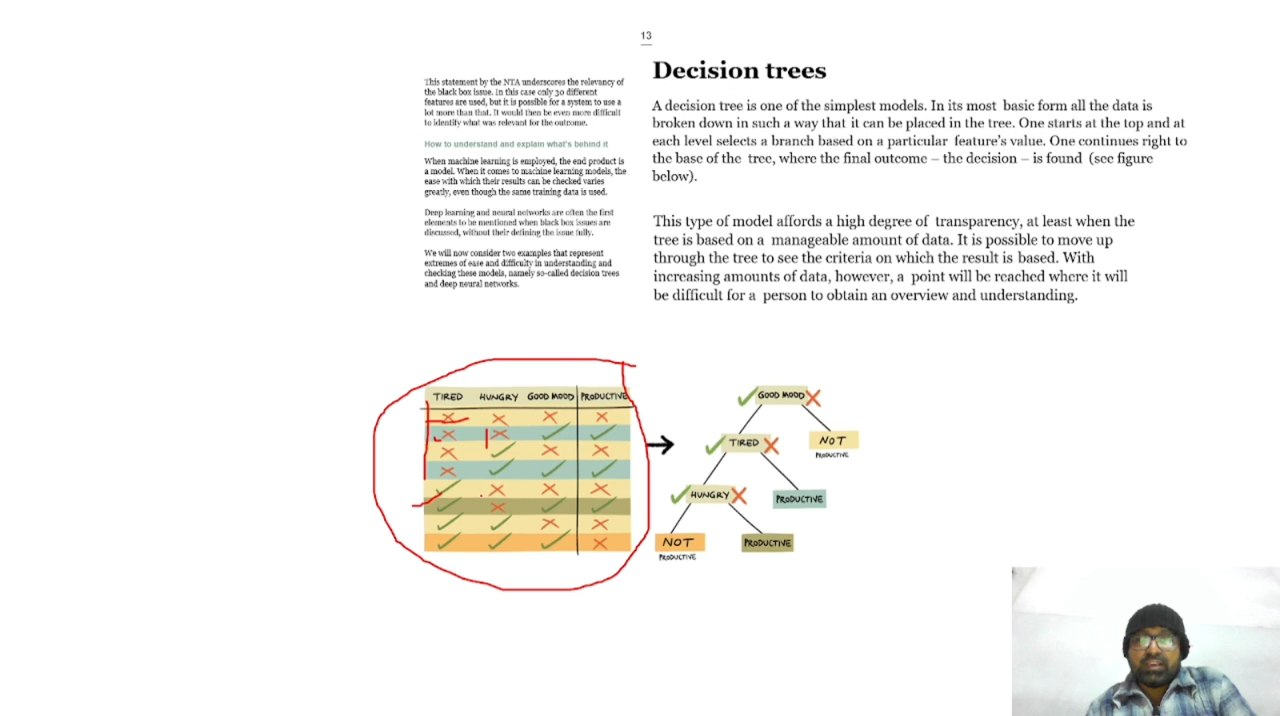 13
This statement by the NTA underscores the relevancy of
the black box issue. In this case only 30 different
features are used, but it is possible for a system to use a
lot more than that. It would then be even more difficult
to identify what was relevant for the outcome.
How to understand and explain what's behind it
When machine learning is employed, the end product is
a model. When it comes to machine learning models, the
ease with which their results can be checked varies
greatly, even though the same training data is used.
Deep learning and neural networks are often the first
elements to be mentioned when black box issues are
discussed, without their defining the issue fully.
We will now consider two examples that represent
extremes of ease and difficulty in understanding and
checking these models, namely so-called decision trees
and deep neural networks.
Decision trees
A decision tree is one of the simplest models. In its most basic form all the data is
broken down in such a way that it can be placed in the tree. One starts at the top and at
each level selects a branch based on a particular feature's value. One continues right to
the base of the tree, where the final outcome – the decision – is found (see figure
below).
This type of model affords a high degree of transparency, at least when the
tree is based on a manageable amount of data. It is possible to move up
through the tree to see the criteria on which the result is based. With
increasing amounts of data, however, a point will be reached where it will
be difficult for a person to obtain an overview and understanding.
TIRED HUNGRY GOOD MOOD PRODUCTIVE
GOOD MOOD
TIRED
NOT
PRODUCTIVE
HUNGRY
PRODUCTIVE
NOT
PRODUCTIVE
PRODUCTIVE